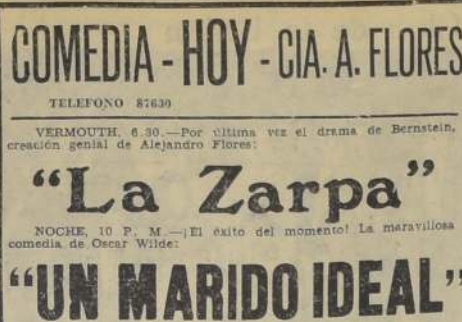 COMEDIA - HOY - CIA. A. FLORES
TELEFONO 87630
VERMOUTH, 6.30.—Por última vez el drama de Bernstein,
creación genial de Alejandro Flores:
“La Zarpa”
NOCHE, 10 P. M.—¡El éxito del momento! La maravillosa
comedia de Oscar Wilde:
“UN MARIDO IDEAL”